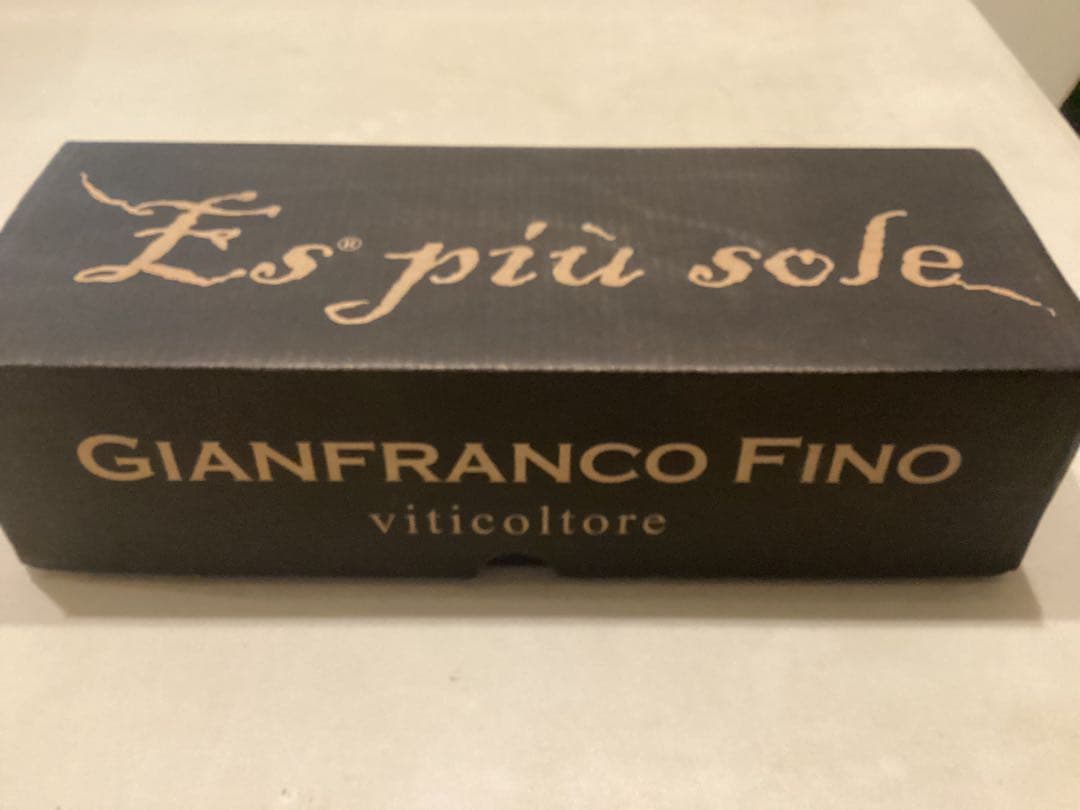 Es® più sole
GIANFRANCO FINO
viticoltore